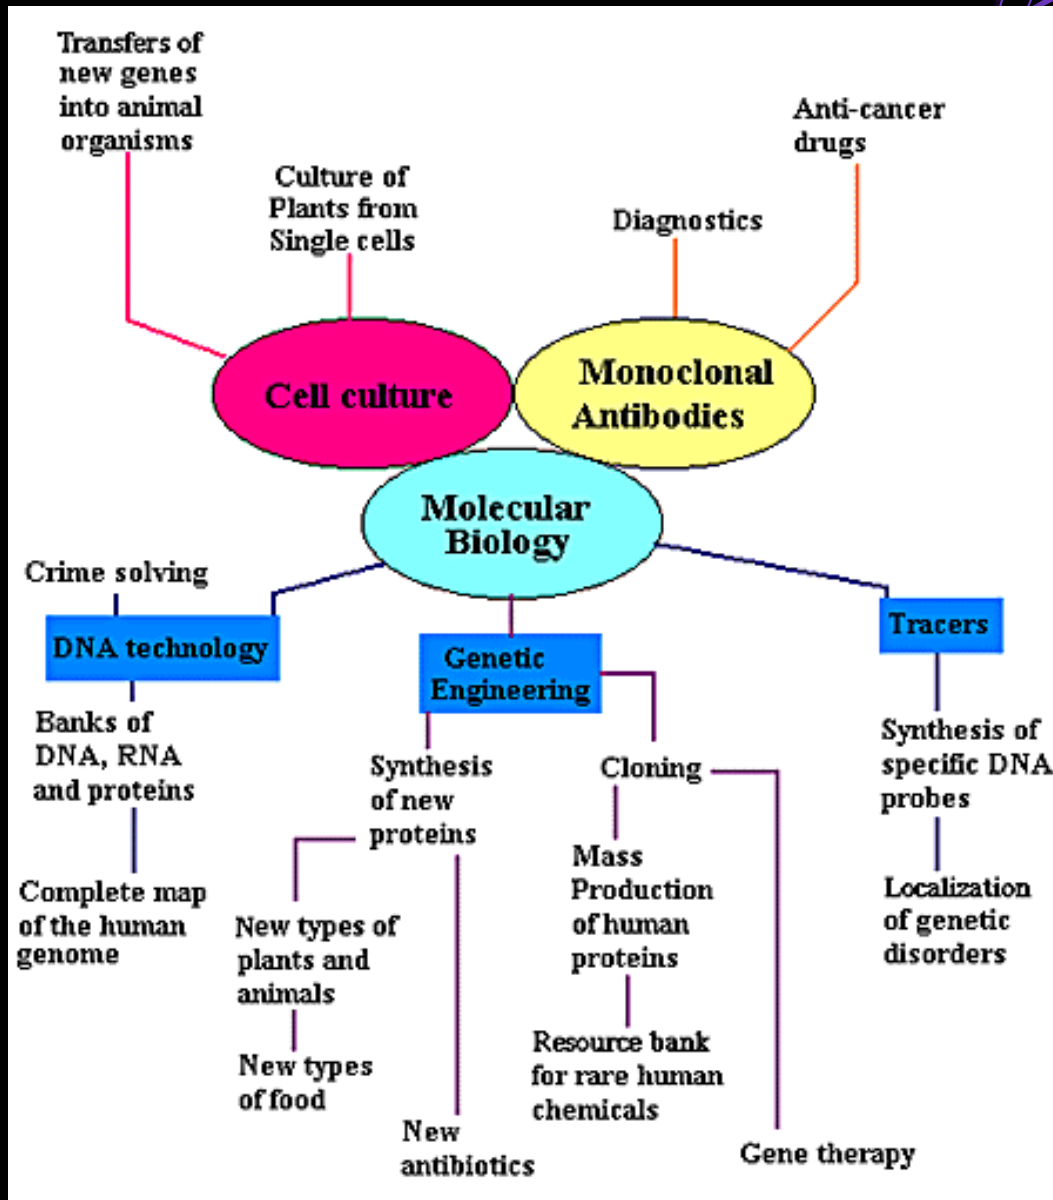 Transfers of
new genes
into animal
organisms
Culture of
Plants from
Single cells
Anti-cancer
drugs
Diagnostics
Cell culture
Monoclonal
Antibodies
Molecular
Biology
Crime solving
DNA technology
Banks of
DNA, RNA
and proteins
Complete map
of the human
genome
Genetic
Engineering
Synthesis
of new
proteins
New types of
plants and
animals
New types
of food
New
antibiotics
Cloning
Mass
Production
of human
proteins
Resource bank
for rare human
chemicals
Gene therapy
Tracers
Synthesis of
specific DNA
probes
Localization
of genetic
disorders